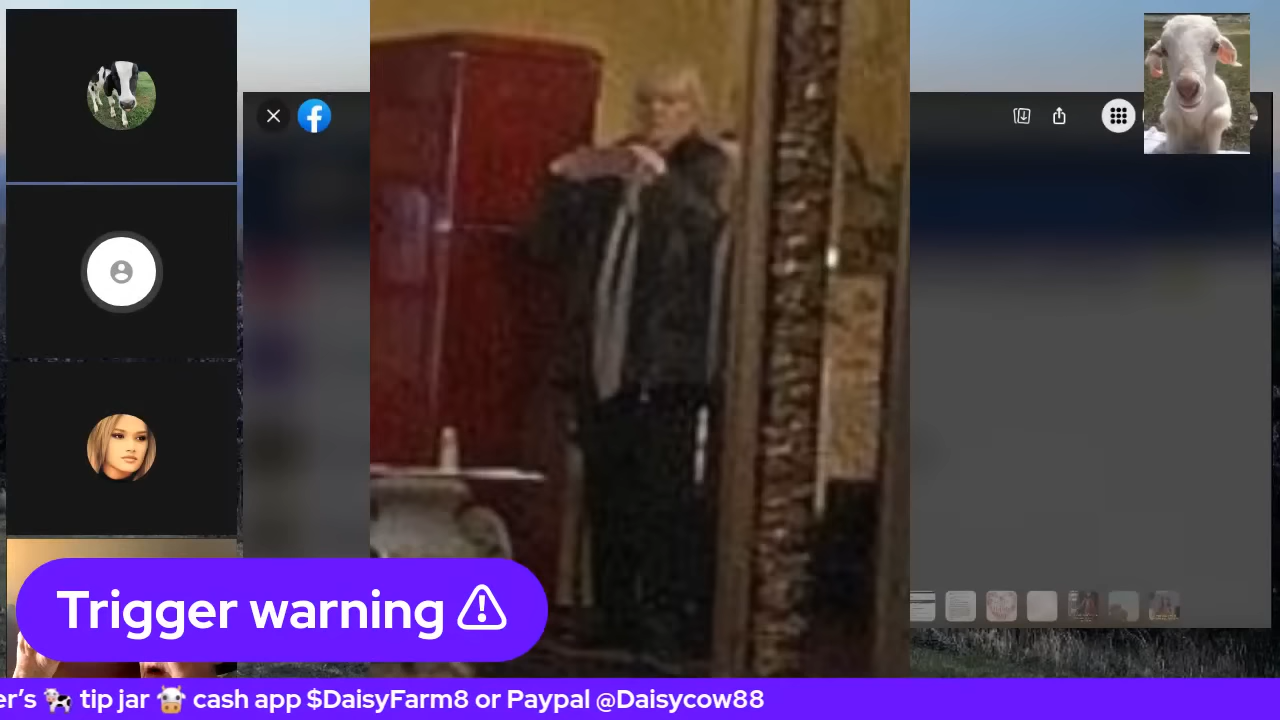 Trigger warning
er's 🐄 tip jar 🐮 cash app $DaisyFarm8 or Paypal @Daisycow88